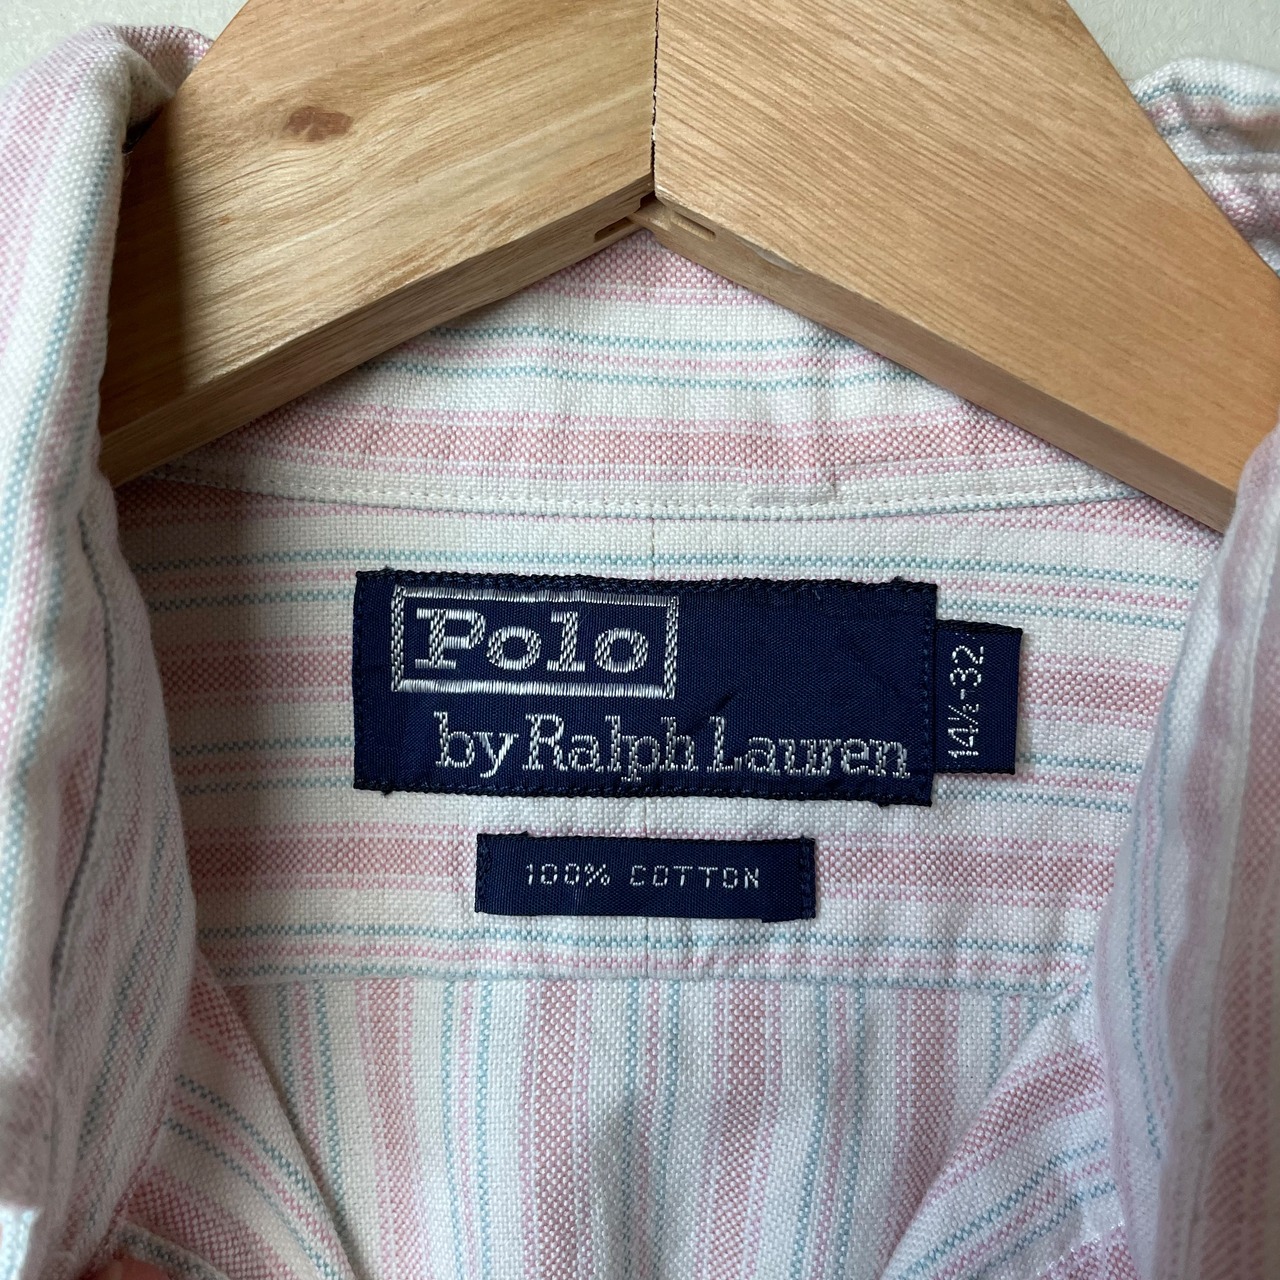 Polo
by Ralph Lauren
14½-32
100% COTTON